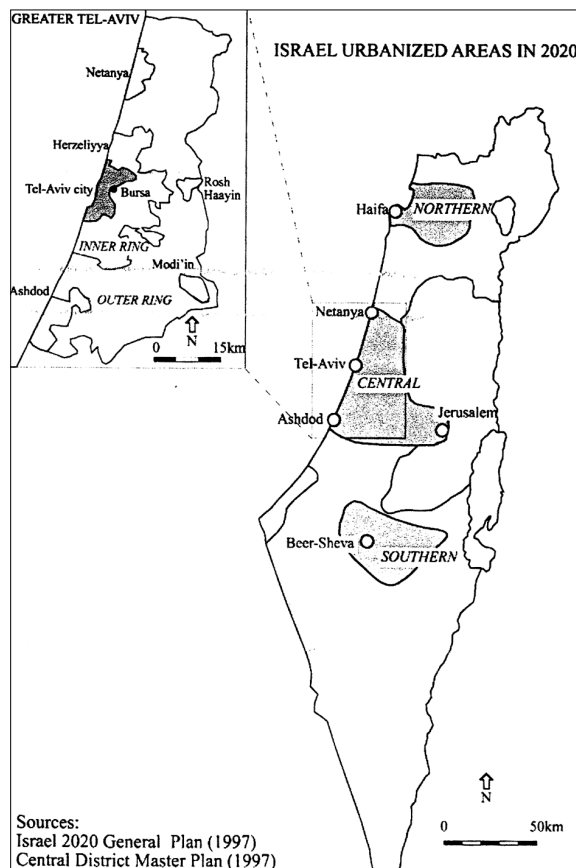 GREATER TEL-AVIV
Netanya
Herzeliyya
Tel-Aviv city
Bursa
Rosh
Haayin
INNER RING
Modi'in
Ashdod
OUTER RING
N
0 15km
ISRAEL URBANIZED AREAS IN 2020
Haifa
NORTHERN
Netanya
Tel-Aviv
CENTRAL
Ashdod
Jerusalem
Beer-Sheva
SOUTHERN
N
0 50km
Sources:
Israel 2020 General Plan (1997)
Central District Master Plan (1997)